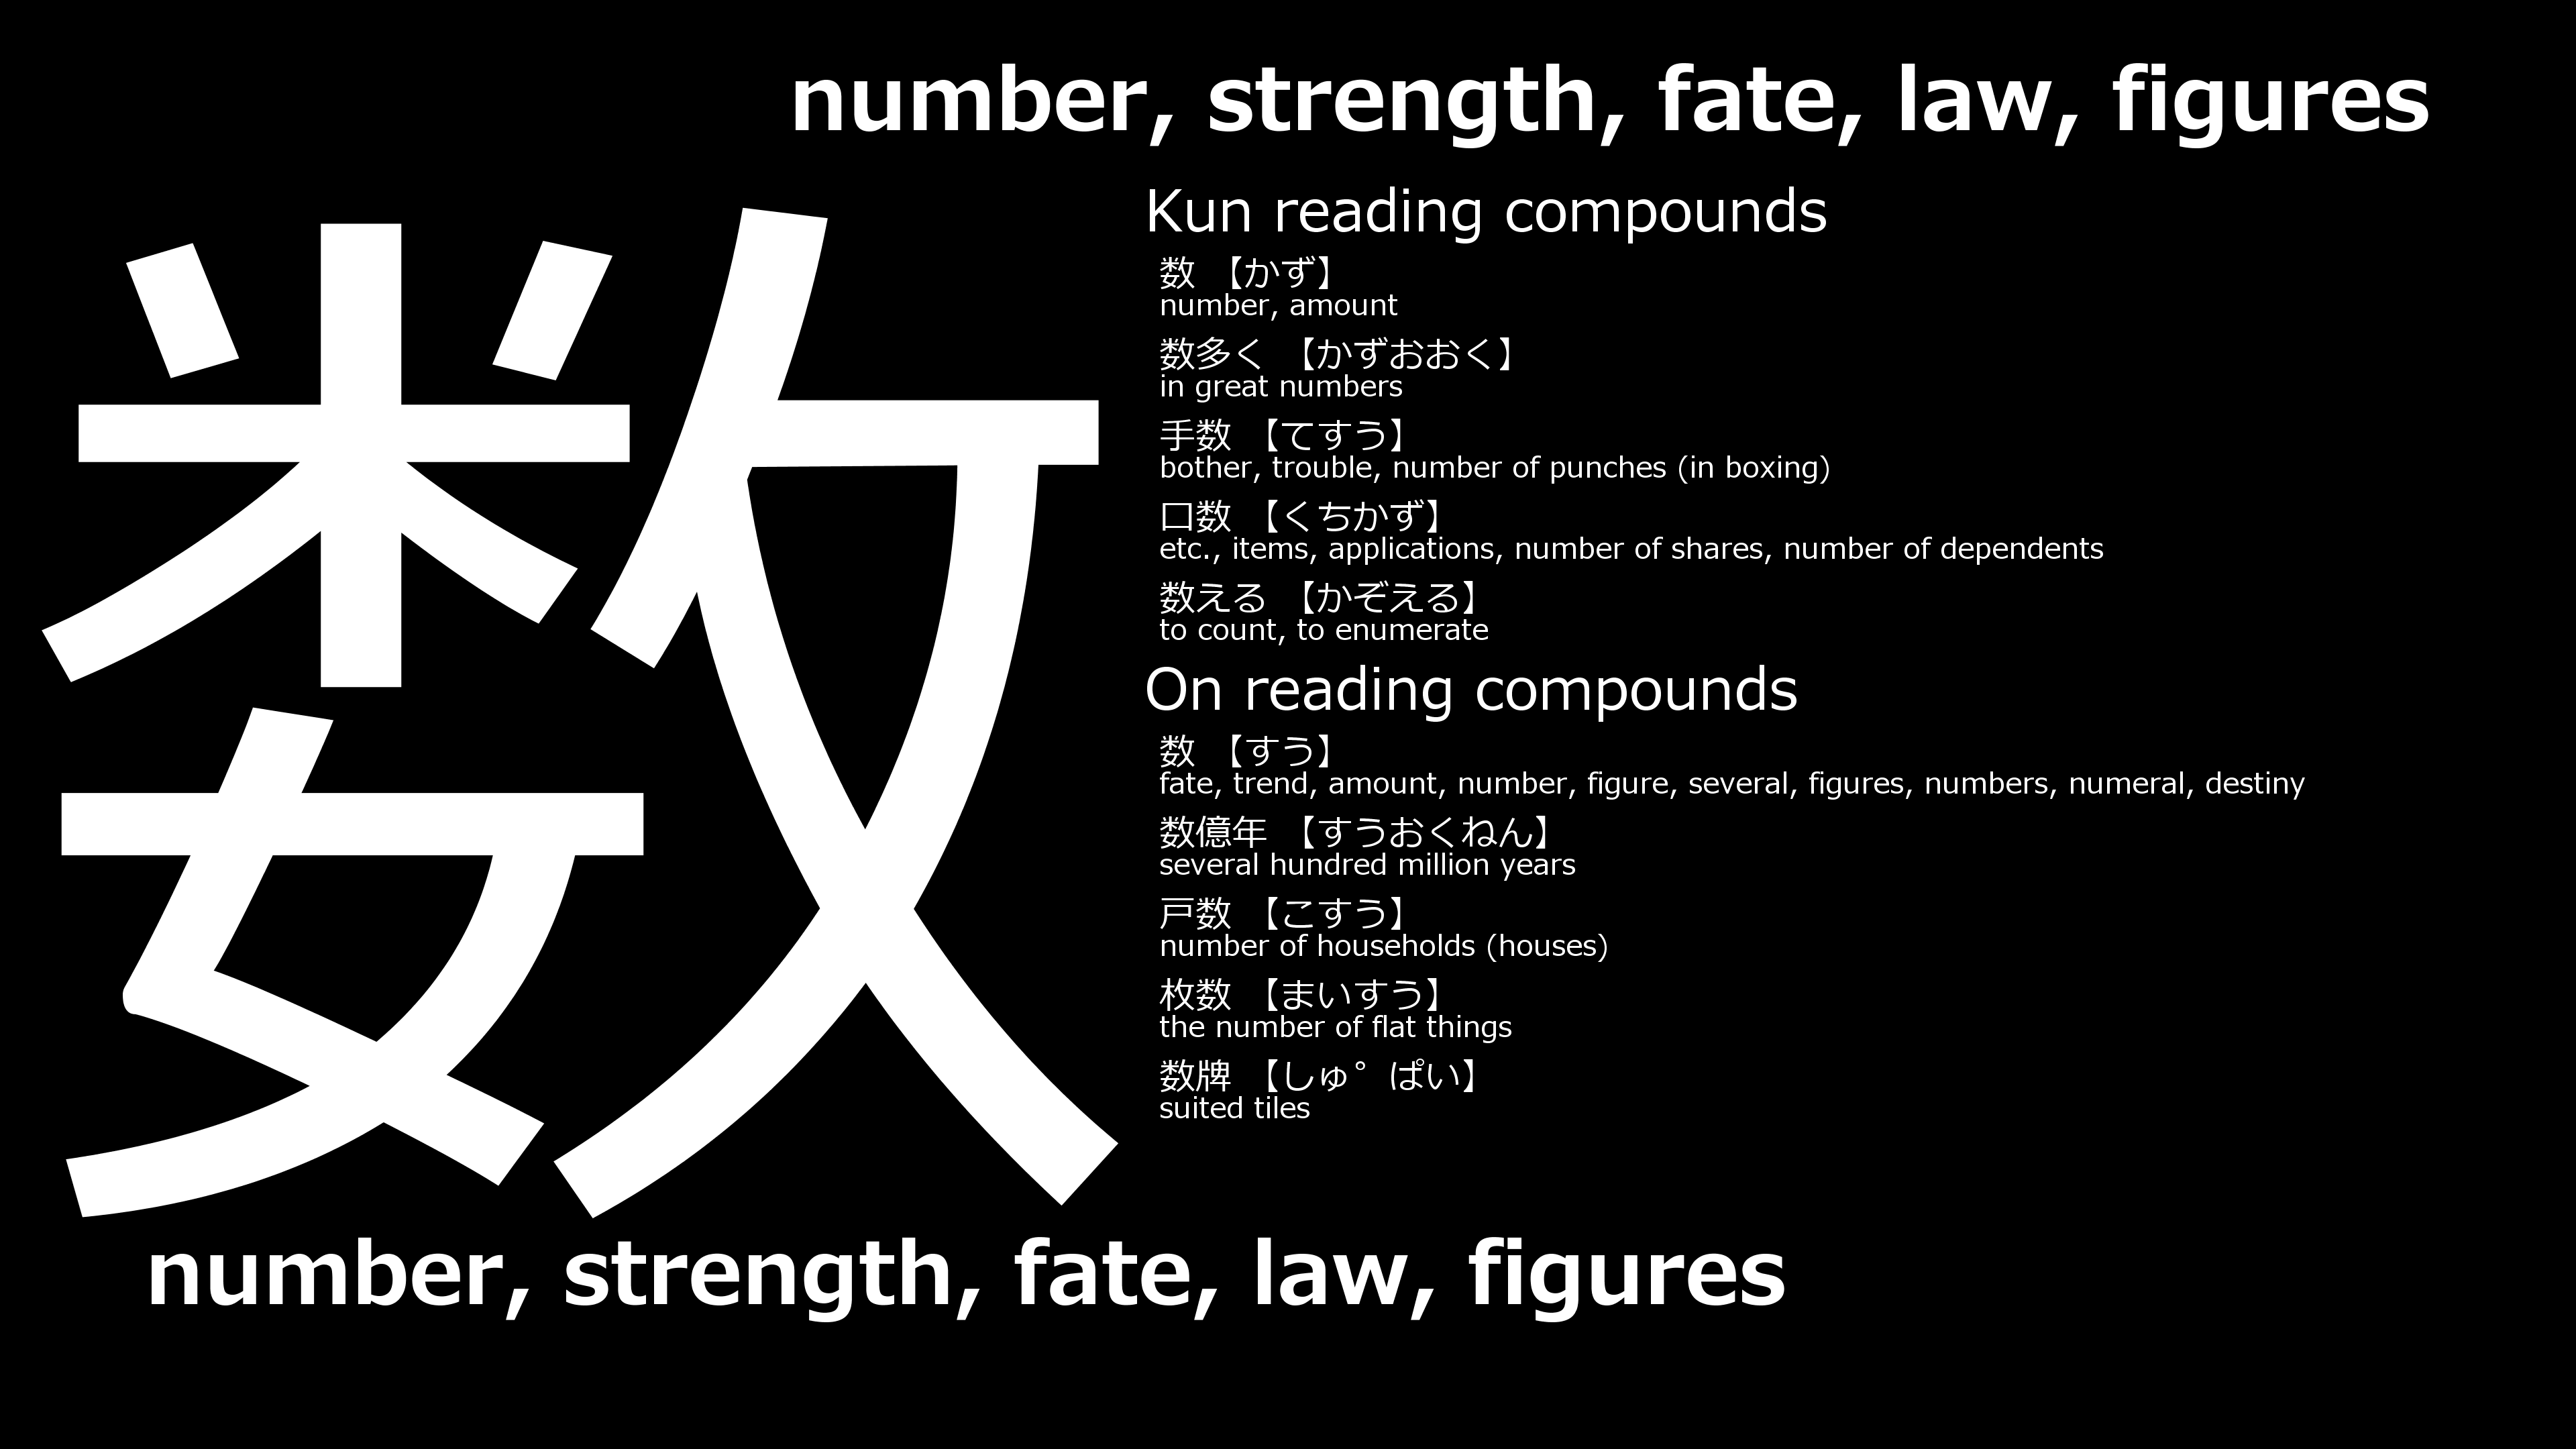 number, strength, fate, law, figures
数
Kun reading compounds
数 【かず】
number, amount
数多く 【かずおおく】
in great numbers
手数 【てすう】
bother, trouble, number of punches (in boxing)
口数 【くちかず】
etc., items, applications, number of shares, number of dependents
数える 【かぞえる】
to count, to enumerate
On reading compounds
数 【すう】
fate, trend, amount, number, figure, several, figures, numbers, numeral, destiny
数億年 【すうおくねん】
several hundred million years
戸数 【こすう】
number of households (houses)
枚数 【まいすう】
the number of flat things
数牌 【しゅ゜ぱい】
suited tiles
number, strength, fate, law, figures